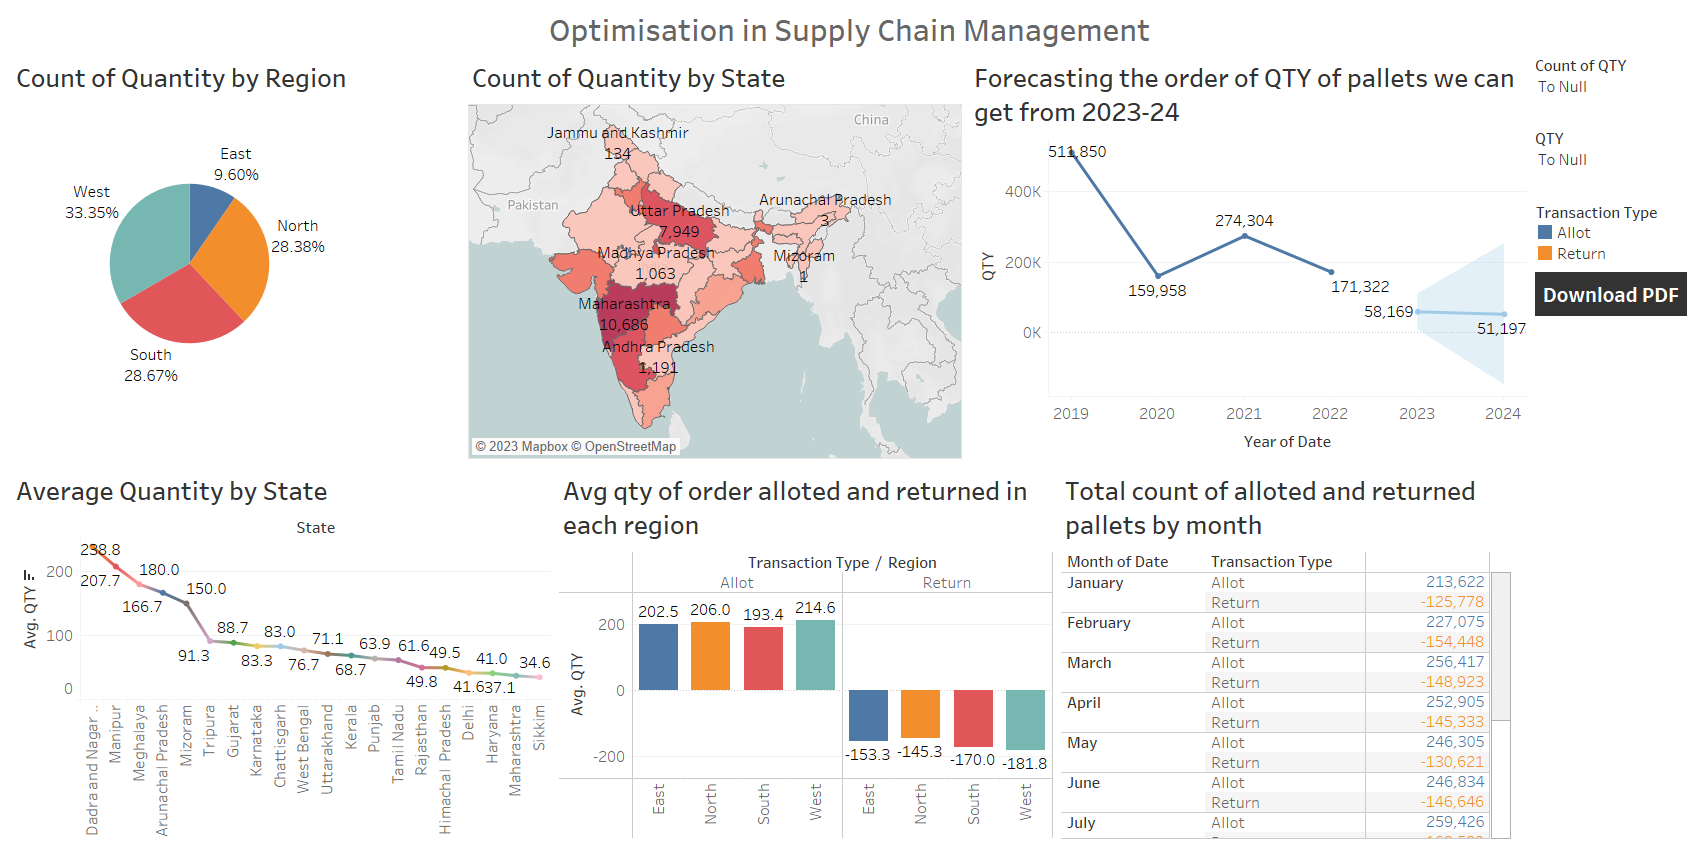 Optimisation in Supply Chain Management
Count of Quantity by Region
East
9.60%
West
33.35%
North
28.38%
South
28.67%
Count of Quantity by State
China
Jammu and Kashmir
134
Pakistan
Arunachal Pradesh
3
Uttar Pradesh
7,949
Madhya Pradesh
1,063
Mizoram
1
Maharashtra
10,686
Andhra Pradesh
1,191
© 2023 Mapbox © OpenStreetMap
Forecasting the order of QTY of pallets we can
get from 2023-24
QTY
400K
200K
0K
511,850
159,958
274,304
171,322
58,169
51,197
2019 2020 2021 2022 2023 2024
Year of Date
Count of QTY
To Null
QTY
To Null
Transaction Type
Allot
Return
Download PDF
Average Quantity by State
State
Avg. QTY
200
100
0
238.8
207.7
180.0
166.7
150.0
91.3
88.7
83.3
83.0
76.7
71.1
68.7
63.9
61.6
49.8
49.5
41.6
41.0
37.1
34.6
Dadra and Nagar ..
Manipur
Meghalaya
Arunachal Pradesh
Mizoram
Tripura
Gujarat
Karnataka
Chattisgarh
West Bengal
Uttarakhand
Kerala
Punjab
Tamil Nadu
Rajasthan
Himachal Pradesh
Delhi
Haryana
Maharashtra
Sikkim
Avg qty of order alloted and returned in
each region
Transaction Type / Region
Allot Return
Avg. QTY
200
0
-200
202.5 206.0 193.4 214.6
-153.3 -145.3 -170.0 -181.8
East North South West East North South West
Total count of alloted and returned
pallets by month
Month of Date Transaction Type
January Allot 213,622
Return -125,778
February Allot 227,075
Return -154,448
March Allot 256,417
Return -148,923
April Allot 252,905
Return -145,333
May Allot 246,305
Return -130,621
June Allot 246,834
Return -146,646
July Allot 259,426